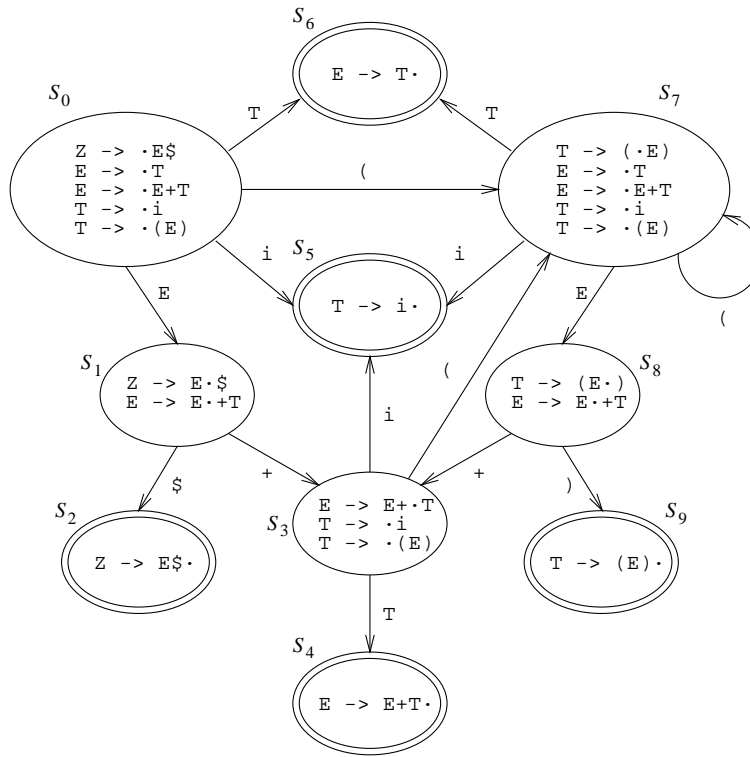 S6
E -> T·
S0
S7
T
T
Z -> ·E$
E -> ·T
E -> ·E+T
T -> ·i
T -> ·(E)
(
T -> (·E)
E -> ·T
E -> ·E+T
T -> ·i
T -> ·(E)
i
S5
i
T -> i·
E
E
(
S1
Z -> E·$
E -> E·+T
(
S8
T -> (E·)
E -> E·+T
i
$
+
+
)
S2
Z -> E$·
S3
E -> E+·T
T -> ·i
T -> ·(E)
S9
T -> (E)·
T
S4
E -> E+T·